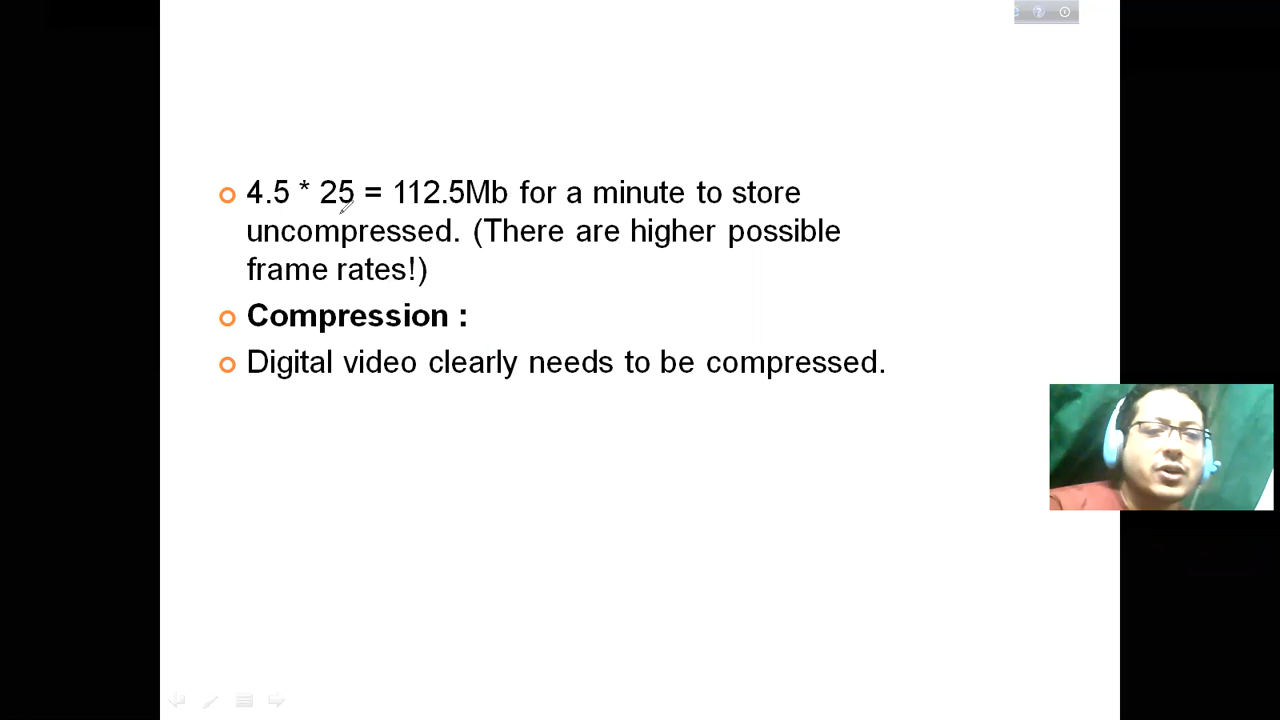 4.5 * 25 = 112.5Mb for a minute to store
uncompressed. (There are higher possible
frame rates!)
Compression :
Digital video clearly needs to be compressed.